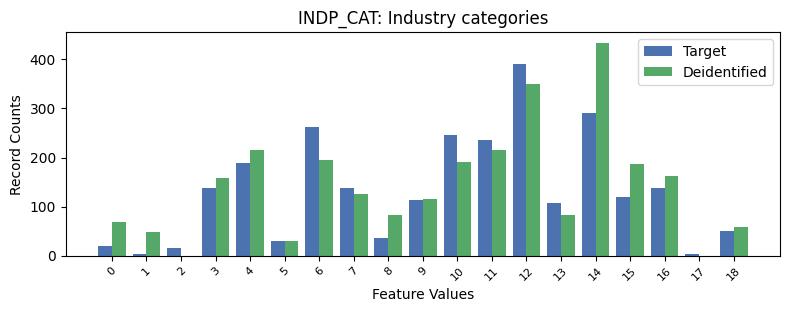 INDP_CAT: Industry categories
Target
Deidentified
Record Counts
400
300
200
100
0
0 1 2 3 4 5 6 7 8 9 10 11 12 13 14 15 16 17 18
Feature Values